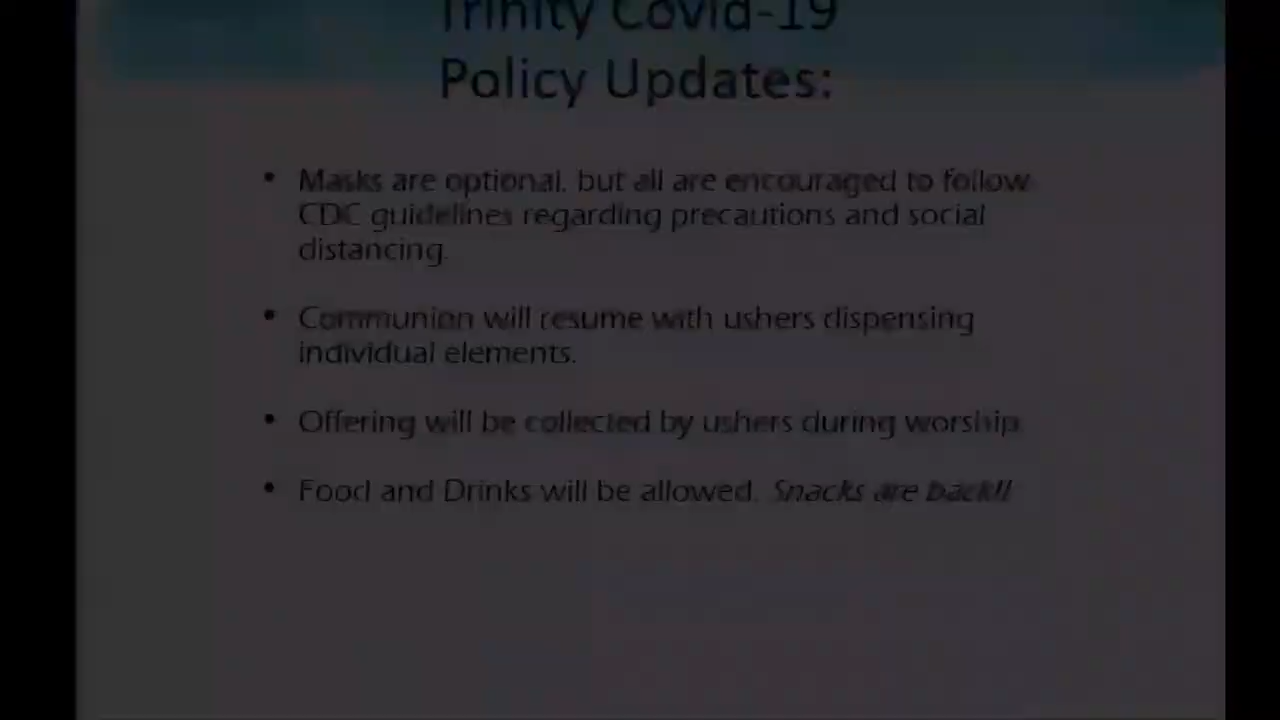 Trinity Covid-19
Policy Updates:
• Masks are optional, but all are encouraged to follow
CDC guidelines regarding precautions and social
distancing.
• Communion will resume with ushers dispensing
individual elements.
• Offering will be collected by ushers during worship.
• Food and Drinks will be allowed. Snacks are back!!